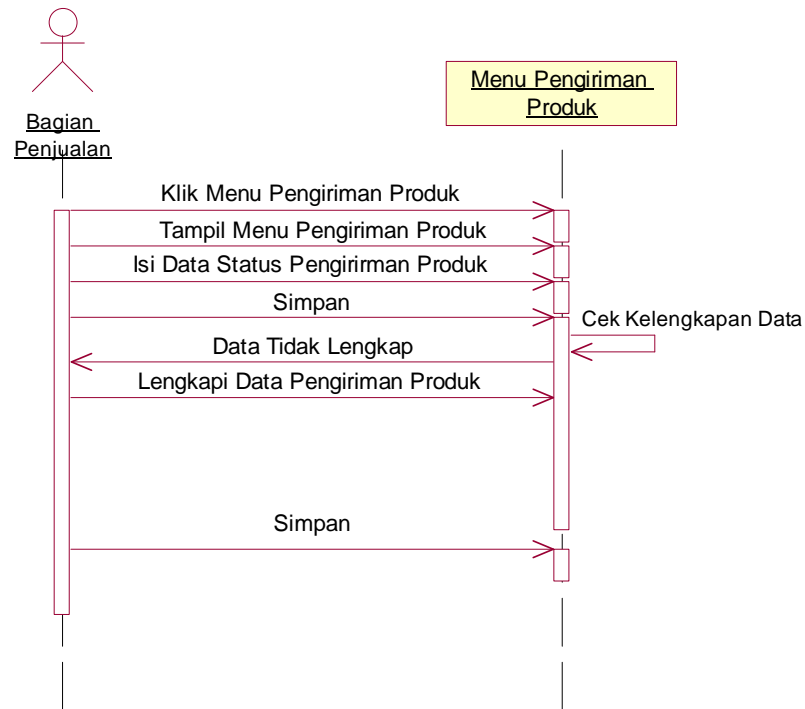 Bagian
Penjualan
Menu Pengiriman
Produk
Klik Menu Pengiriman Produk
Tampil Menu Pengiriman Produk
Isi Data Status Pengirirman Produk
Simpan
Cek Kelengkapan Data
Data Tidak Lengkap
Lengkapi Data Pengiriman Produk
Simpan